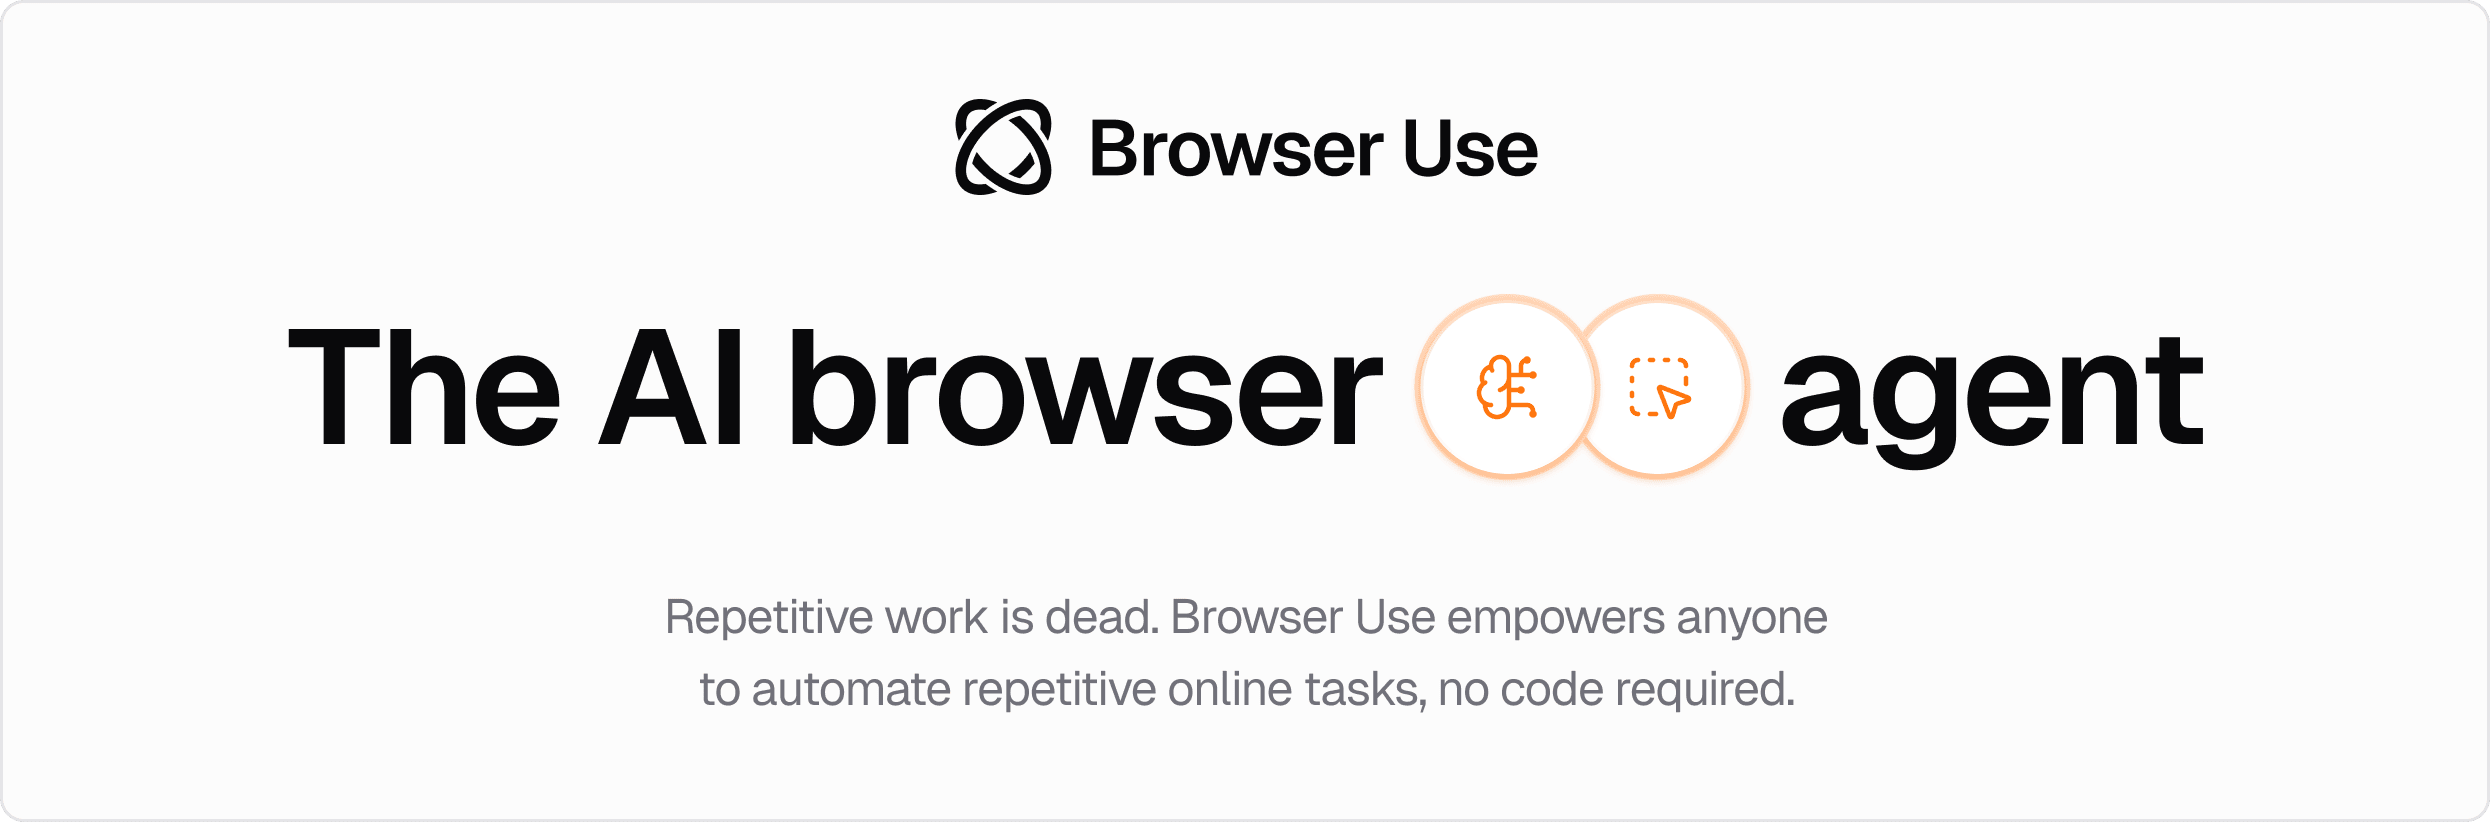 Browser Use
The AI browser agent
Repetitive work is dead. Browser Use empowers anyone
to automate repetitive online tasks, no code required.